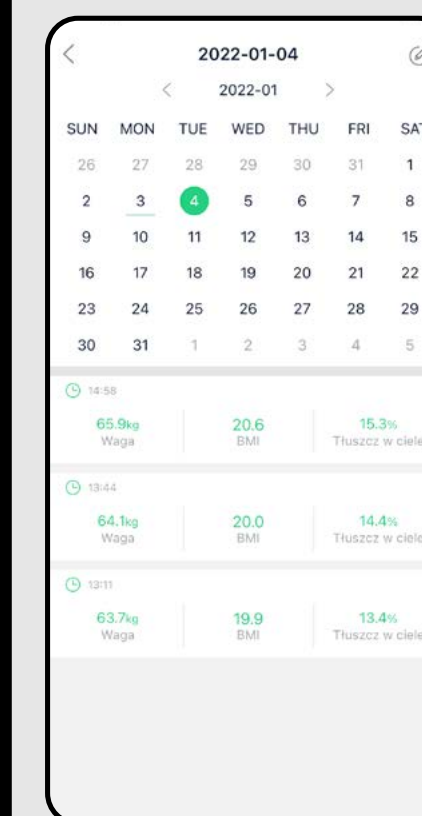 2022-01-04
2022-01
SUN MON TUE WED THU FRI SAT
26 27 28 29 30 31 1
2 3 4 5 6 7 8
9 10 11 12 13 14 15
16 17 18 19 20 21 22
23 24 25 26 27 28 29
30 31 1 2 3 4 5
14:58
65.9kg 20.6 15.3%
Waga BMI Tłuszcz w ciele
13:44
64.1kg 20.0 14.4%
Waga BMI Tłuszcz w ciele
13:11
63.7kg 19.9 13.4%
Waga BMI Tłuszcz w ciele